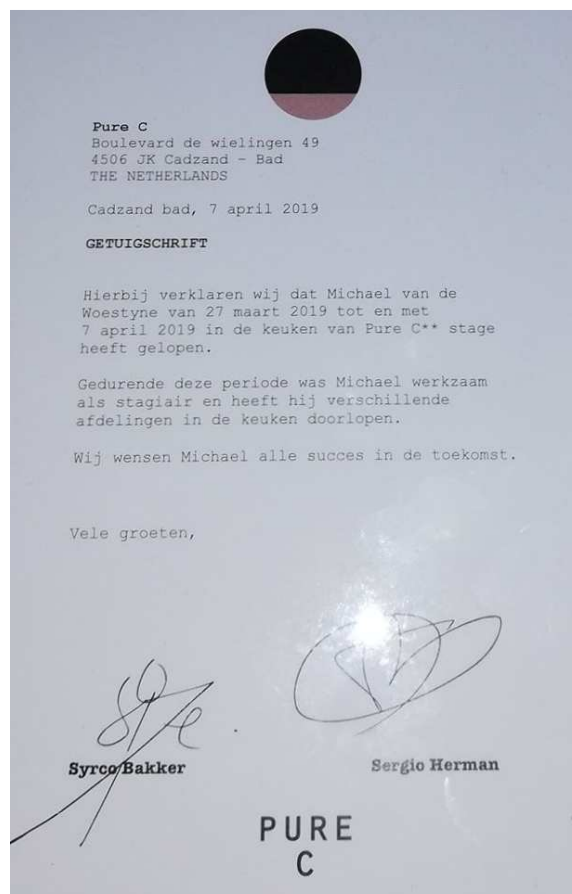 Pure C
Boulevard de wielingen 49
4506 JK Cadzand - Bad
THE NETHERLANDS
Cadzand bad, 7 april 2019
GETUIGSCHRIFT
Hierbij verklaren wij dat Michael van de
Woestyne van 27 maart 2019 tot en met
7 april 2019 in de keuken van Pure C** stage
heeft gelopen.
Gedurende deze periode was Michael werkzaam
als stagiair en heeft hij verschillende
afdelingen in de keuken doorlopen.
Wij wensen Michael alle succes in de toekomst.
Vele groeten,
Syrco Bakker
Sergio Herman
PURE
C